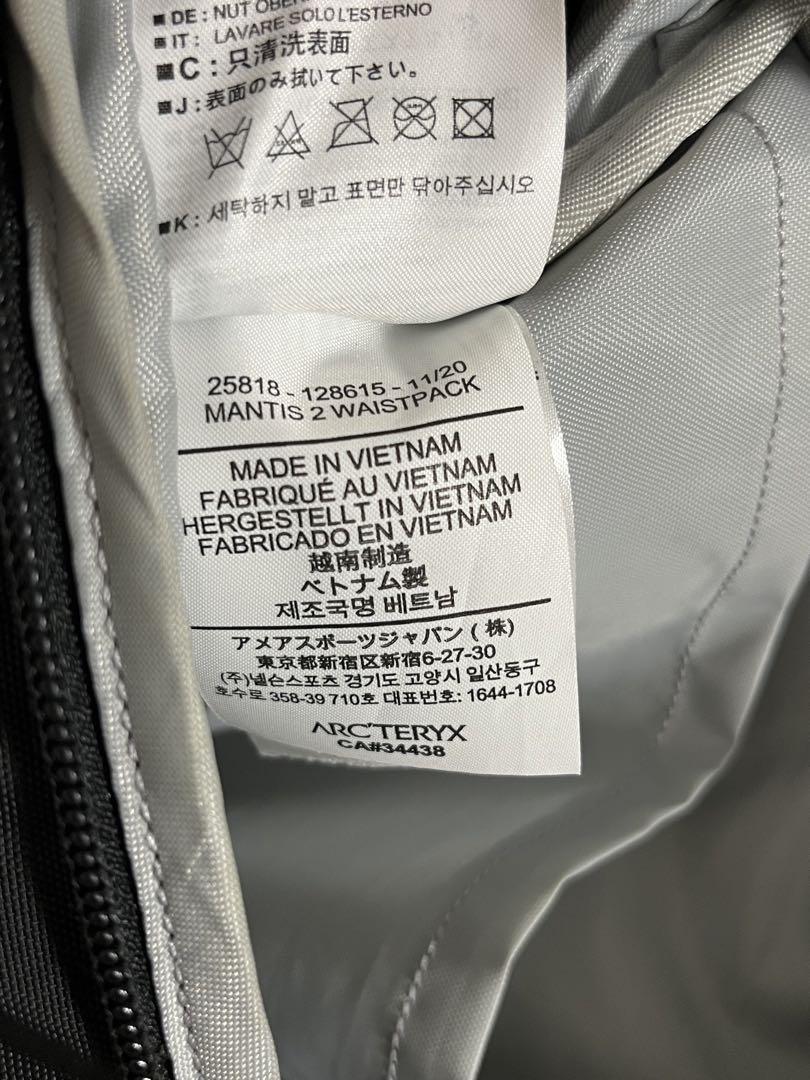 ■ DE : NUT OBER
■ IT : LAVARE SOLO L'ESTERNO
■ C : 只清洗表面
■ J : 表面のみ拭いて下さい。
■ K : 세탁하지 말고 표면만 닦아주십시오
25818 - 128615 - 11/20
MANTIS 2 WAISTPACK
MADE IN VIETNAM
FABRIQUÉ AU VIETNAM
HERGESTELLT IN VIETNAM
FABRICADO EN VIETNAM
越南制造
ベトナム製
제조국명 베트남
アメアスポーツジャパン ( 株)
東京都新宿区新宿6-27-30
(주)넬슨스포츠 경기도 고양시 일산동구
호수로 358-39 710호 대표번호: 1644-1708
ARC'TERYX
CA#34438